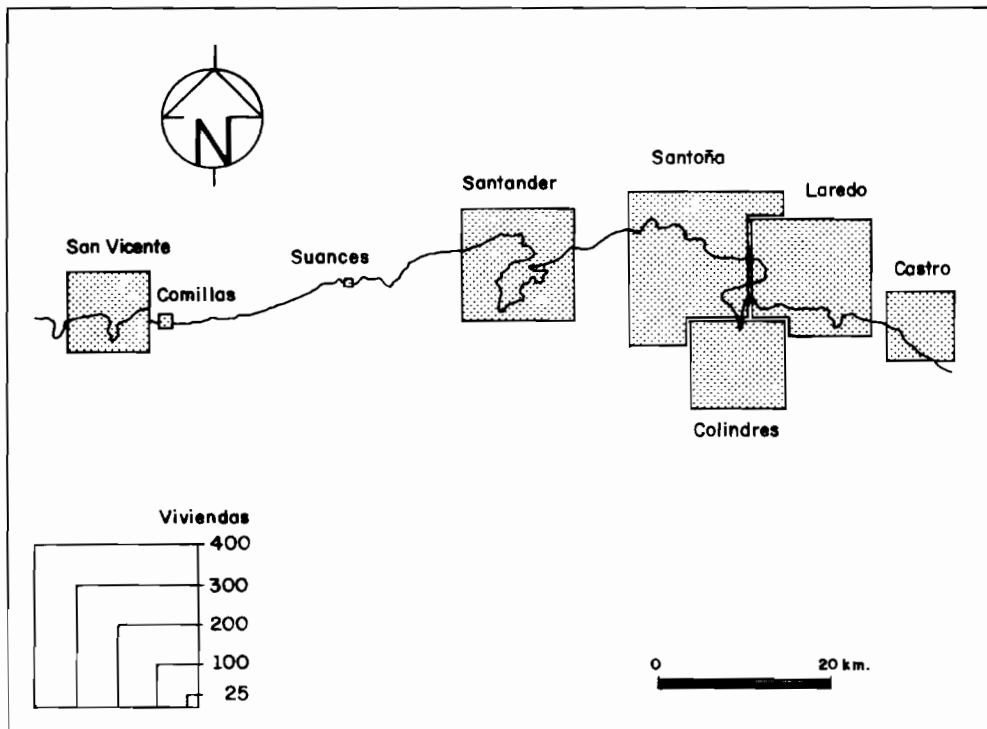 N
Santoña
Santander
Laredo
San Vicente
Suances
Castro
Comillas
Colindres
Viviendas
400
300
200
100
25
0 20 km.